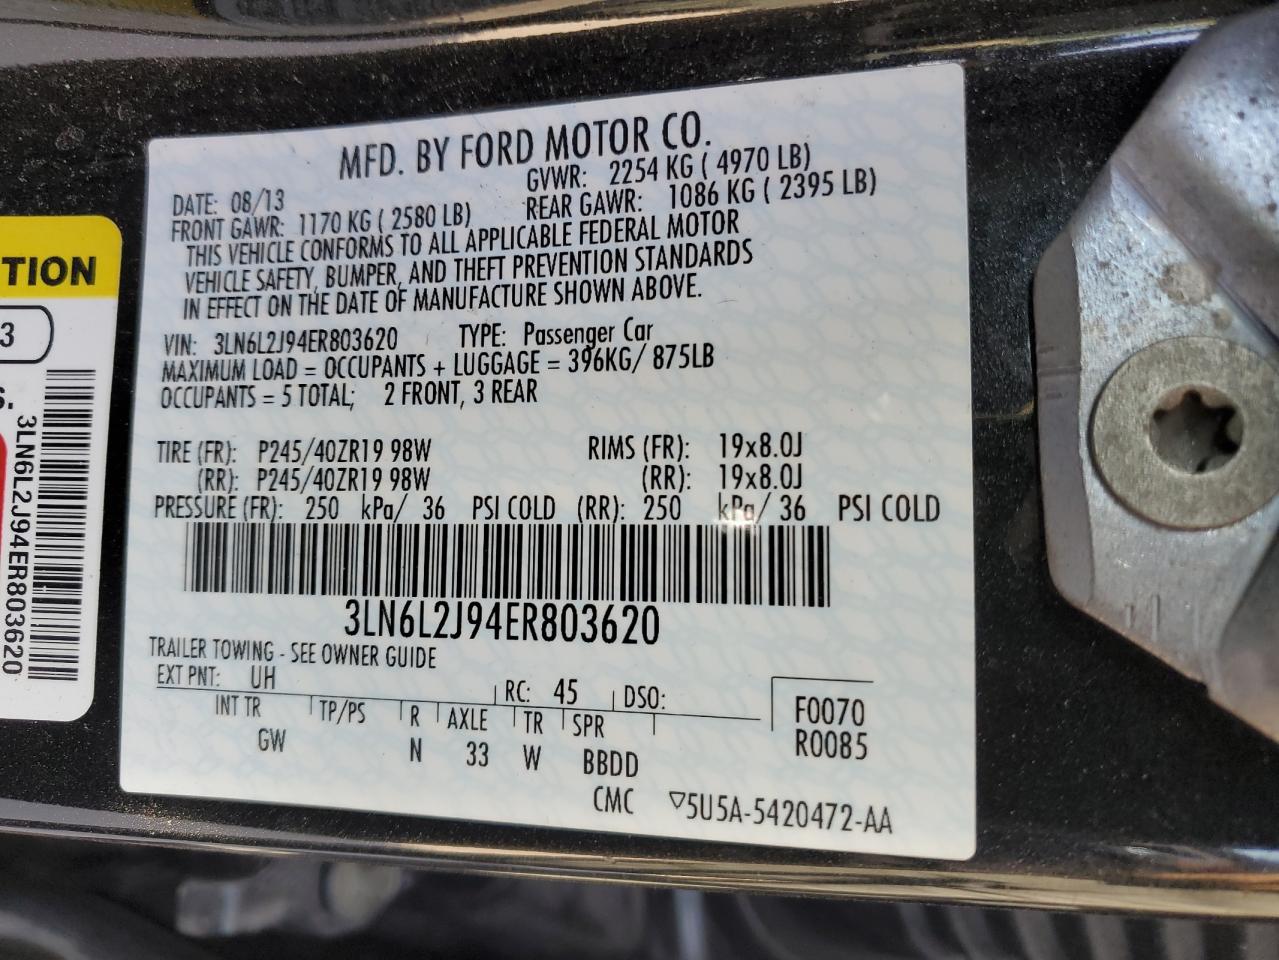 MFD. BY FORD MOTOR CO.
DATE: 08/13 GVWR: 2254 KG ( 4970 LB)
FRONT GAWR: 1170 KG ( 2580 LB) REAR GAWR: 1086 KG ( 2395 LB)
THIS VEHICLE CONFORMS TO ALL APPLICABLE FEDERAL MOTOR
VEHICLE SAFETY, BUMPER, AND THEFT PREVENTION STANDARDS
IN EFFECT ON THE DATE OF MANUFACTURE SHOWN ABOVE.
VIN: 3LN6L2J94ER803620 TYPE: Passenger Car
MAXIMUM LOAD = OCCUPANTS + LUGGAGE = 396KG/ 875LB
OCCUPANTS = 5 TOTAL; 2 FRONT, 3 REAR
TIRE (FR): P245/40ZR19 98W RIMS (FR): 19x8.0J
(RR): P245/40ZR19 98W (RR): 19x8.0J
PRESSURE (FR): 250 kPa/ 36 PSI COLD (RR): 250 kPa/ 36 PSI COLD
3LN6L2J94ER803620
TRAILER TOWING - SEE OWNER GUIDE
EXT PNT: UH RC: 45 DSO:
INT TR TP/PS R AXLE TR SPR
GW N 33 W BBDD
CMC
F0070
R0085
▽5U5A-5420472-AA
TION
3
S.
3LN6L2J94ER803620